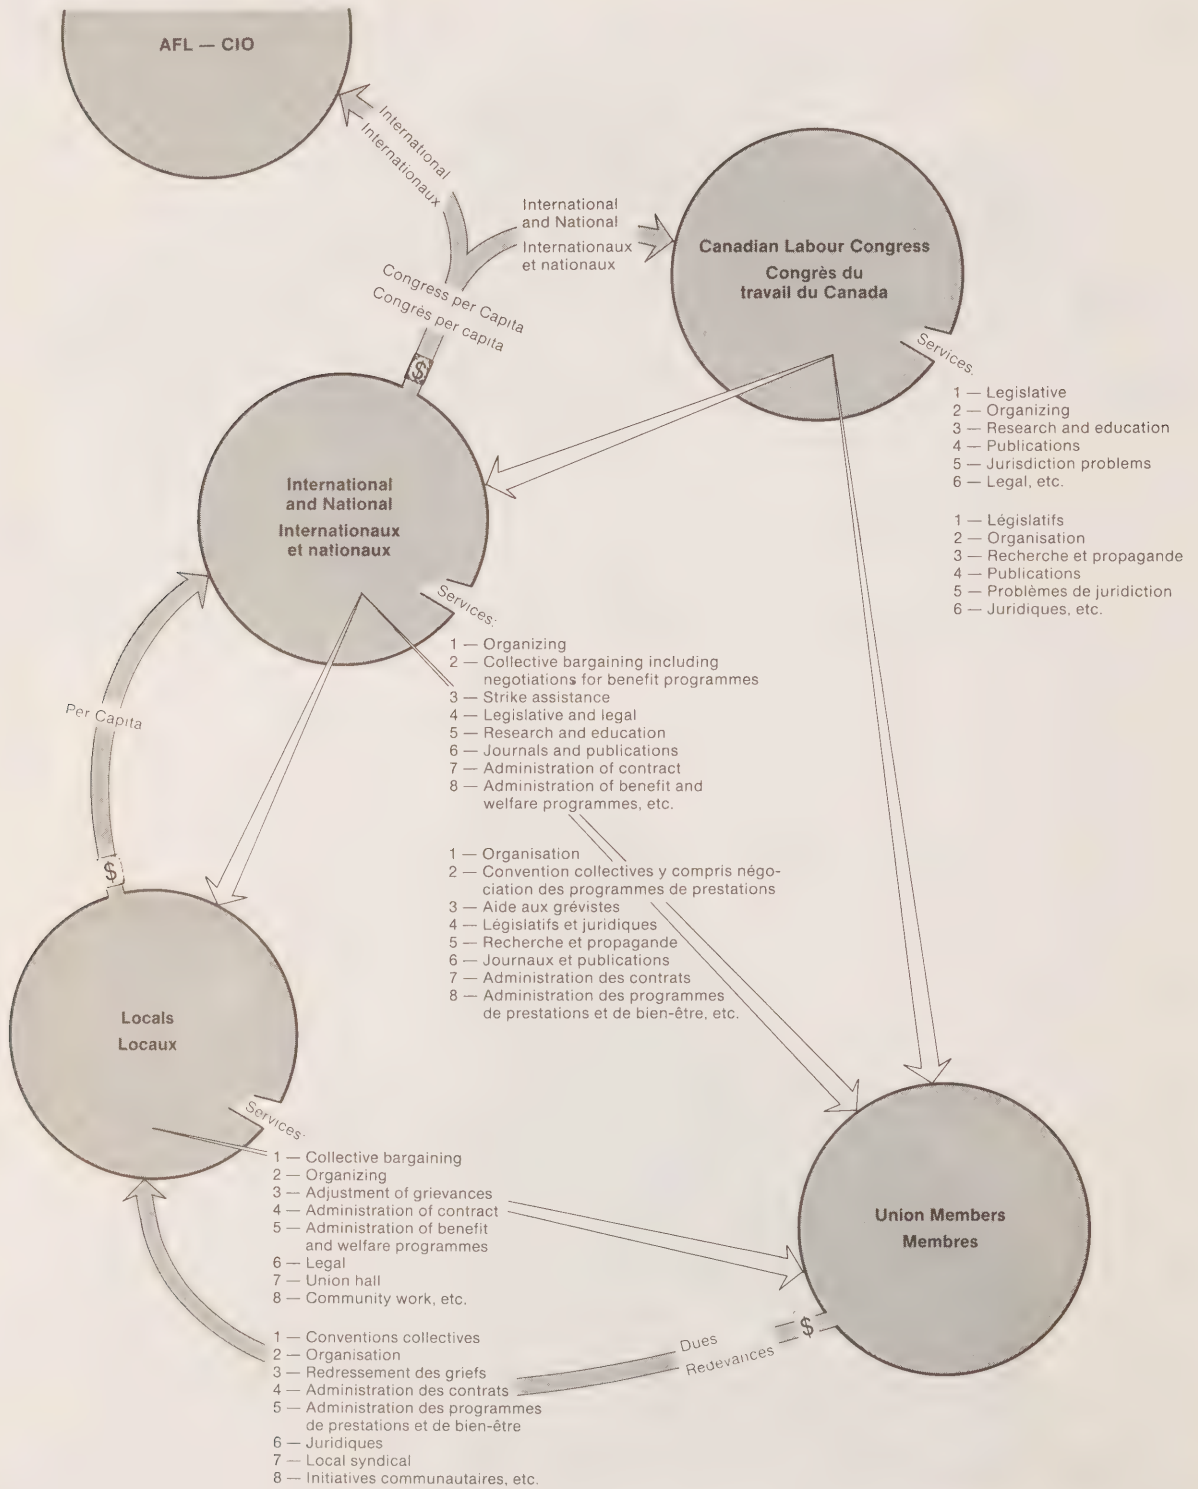 AFL — CIO
International
Internationaux
International
and National
Internationaux
et nationaux
Canadian Labour Congress
Congrès du
travail du Canada
Congress per Capita
Congrès per capita
$
Services:
1 — Legislative
2 — Organizing
3 — Research and education
4 — Publications
5 — Jurisdiction problems
6 — Legal, etc.
1 — Législatifs
2 — Organisation
3 — Recherche et propagande
4 — Publications
5 — Problèmes de juridiction
6 — Juridiques, etc.
International
and National
Internationaux
et nationaux
Services:
1 — Organizing
2 — Collective bargaining including
negotiations for benefit programmes
3 — Strike assistance
4 — Legislative and legal
5 — Research and education
6 — Journals and publications
7 — Administration of contract
8 — Administration of benefit and
welfare programmes, etc.
1 — Organisation
2 — Convention collectives y compris négo-
ciation des programmes de prestations
3 — Aide aux grévistes
4 — Législatifs et juridiques
5 — Recherche et propagande
6 — Journaux et publications
7 — Administration des contrats
8 — Administration des programmes
de prestations et de bien-être, etc.
Per Capita
$
Locals
Locaux
Services:
1 — Collective bargaining
2 — Organizing
3 — Adjustment of grievances
4 — Administration of contract
5 — Administration of benefit
and welfare programmes
6 — Legal
7 — Union hall
8 — Community work, etc.
1 — Conventions collectives
2 — Organisation
3 — Redressement des griefs
4 — Administration des contrats
5 — Administration des programmes
de prestations et de bien-être
6 — Juridiques
7 — Local syndical
8 — Initiatives communautaires, etc.
Union Members
Membres
$
Dues
Redevances